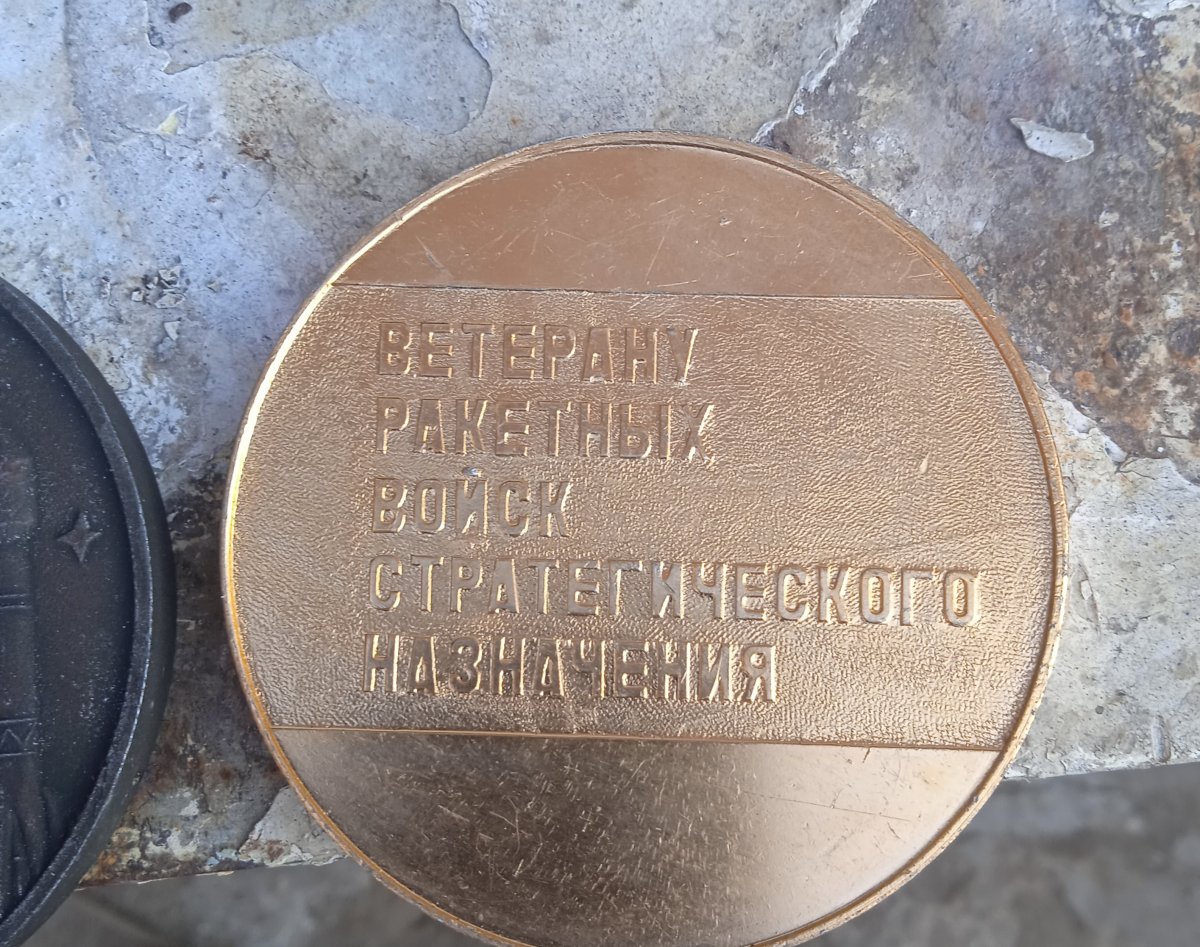 ВЕТЕРАНУ
РАКЕТНЫХ
ВОЙСК
СТРАТЕГИЧЕСКОГО
НАЗНАЧЕНИЯ